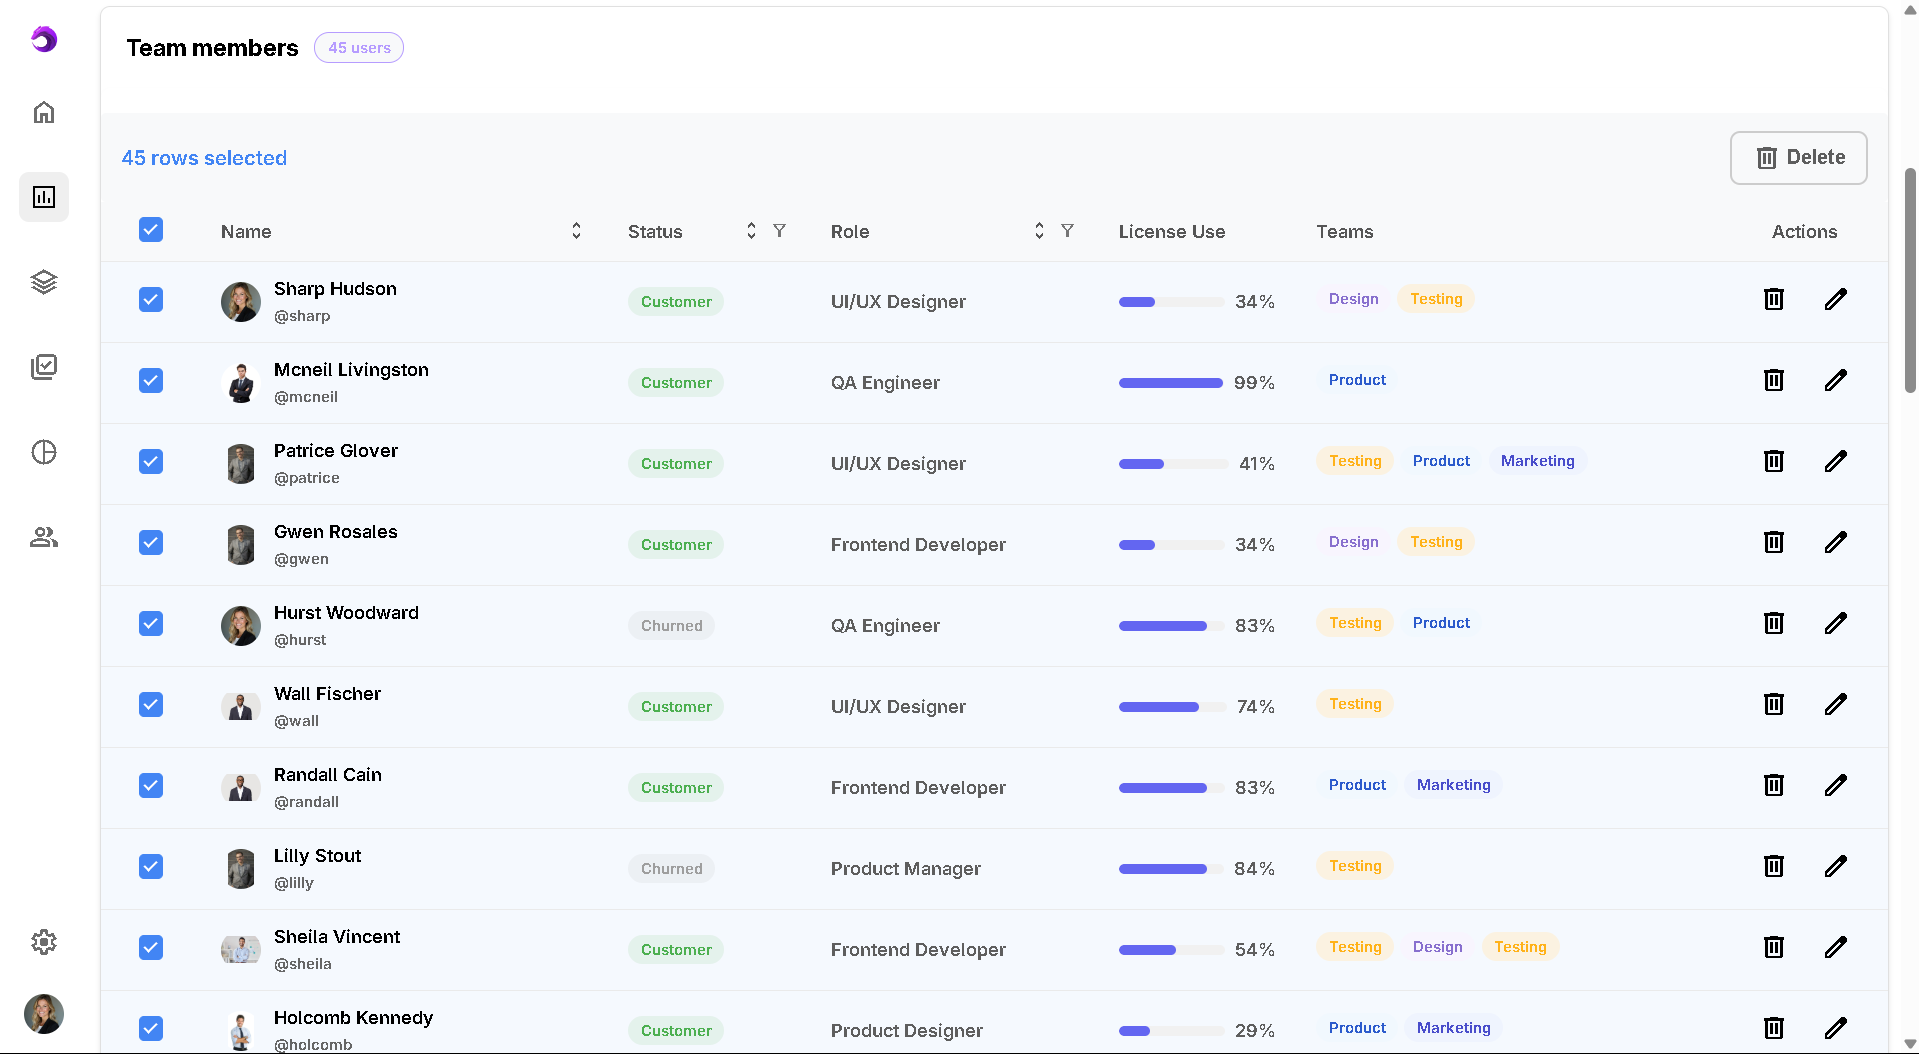 Team members 45 users
45 rows selected Delete
Name Status Role License Use Teams Actions
Sharp Hudson
@sharp Customer UI/UX Designer 34% Design Testing
Mcneil Livingston
@mcneil Customer QA Engineer 99% Product
Patrice Glover
@patrice Customer UI/UX Designer 41% Testing Product Marketing
Gwen Rosales
@gwen Customer Frontend Developer 34% Design Testing
Hurst Woodward
@hurst Churned QA Engineer 83% Testing Product
Wall Fischer
@wall Customer UI/UX Designer 74% Testing
Randall Cain
@randall Customer Frontend Developer 83% Product Marketing
Lilly Stout
@lilly Churned Product Manager 84% Testing
Sheila Vincent
@sheila Customer Frontend Developer 54% Testing Design Testing
Holcomb Kennedy
@holcomb Customer Product Designer 29% Product Marketing